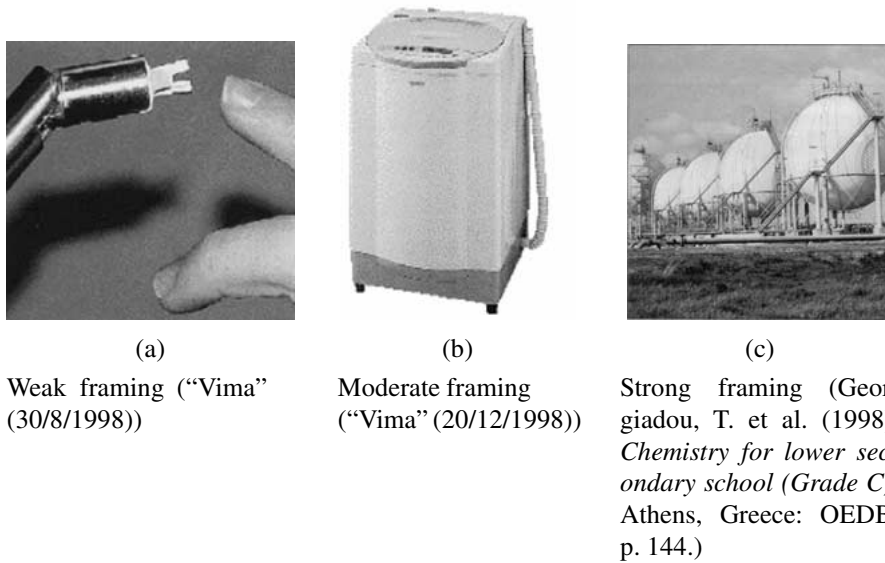 (a)
(b)
(c)
Weak framing (“Vima”
(30/8/1998))
Moderate framing
(“Vima” (20/12/1998))
Strong framing (Geor
giadou, T. et al. (1998
Chemistry for lower sec
ondary school (Grade C
Athens, Greece: OEDB
p. 144.)